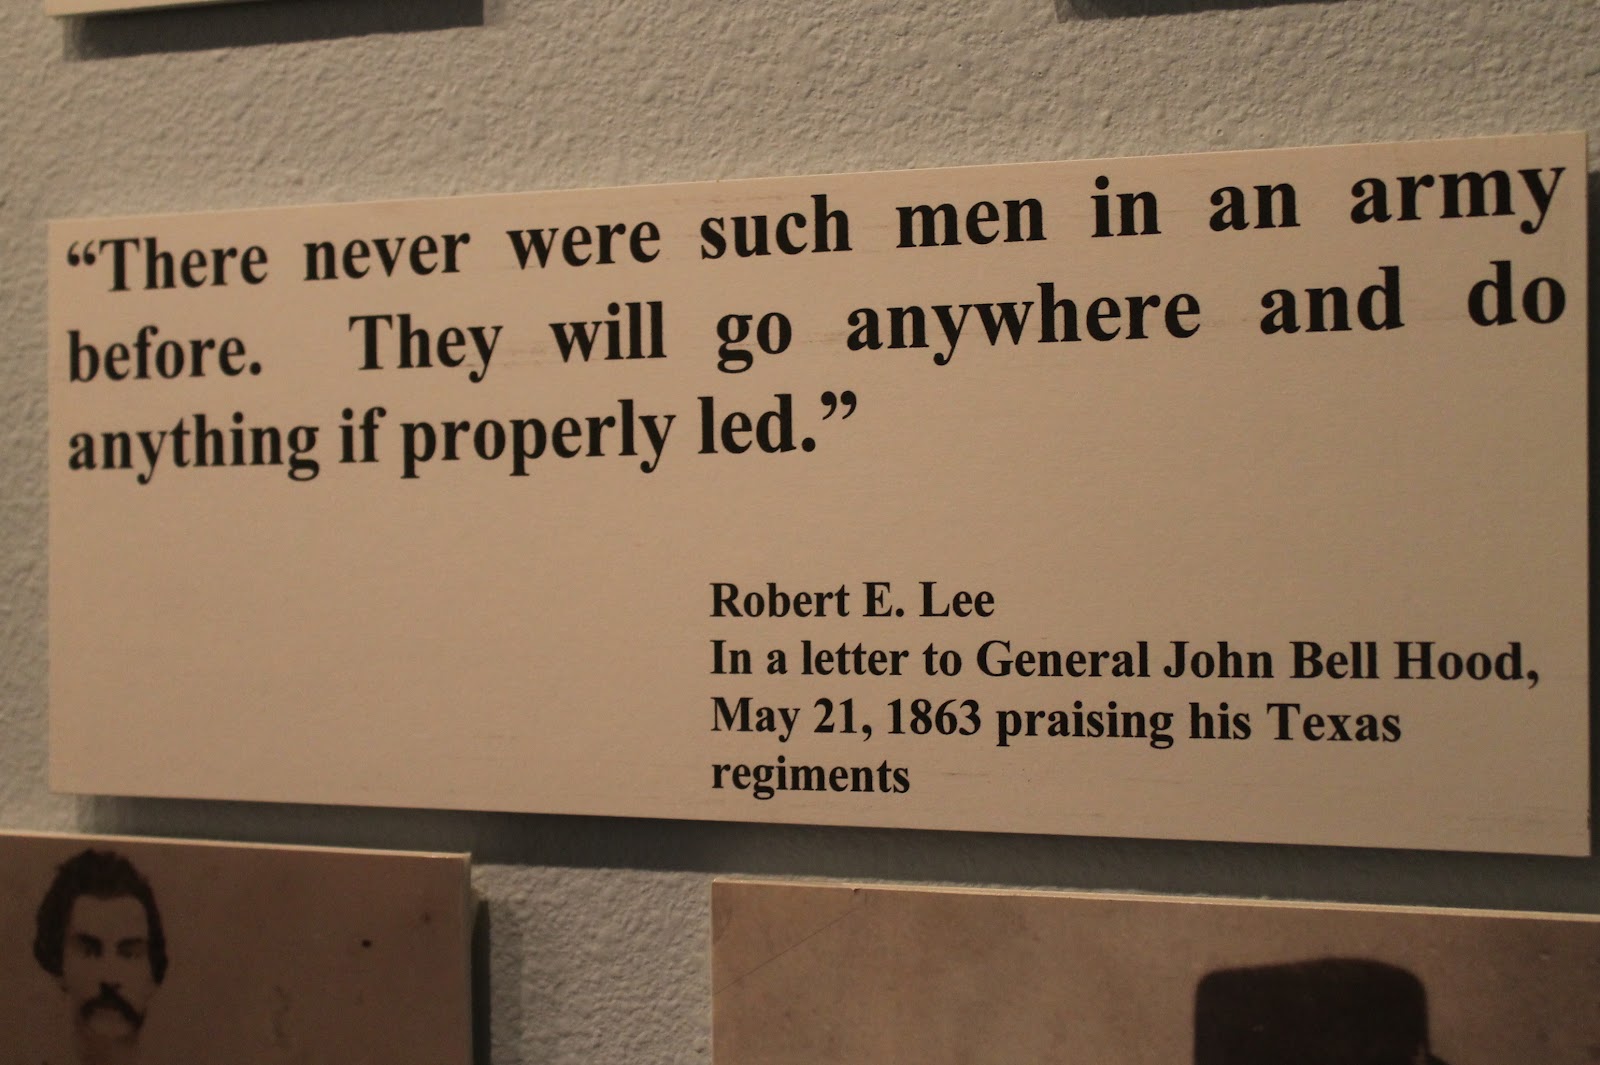 “There never were such men in an army
before. They will go anywhere and do
anything if properly led.”
Robert E. Lee
In a letter to General John Bell Hood,
May 21, 1863 praising his Texas
regiments